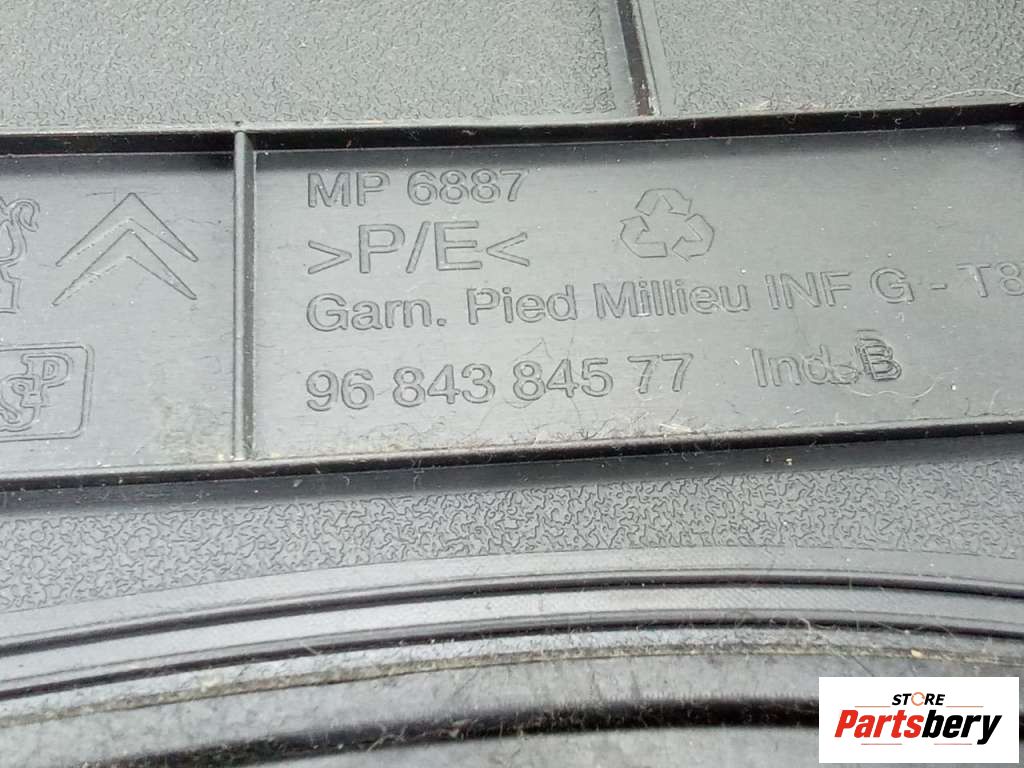 MP 6887
>P/E<
Garn. Pied Millieu INF G - T8
96 843 845 77 Ind. B
STORE
Partsbery